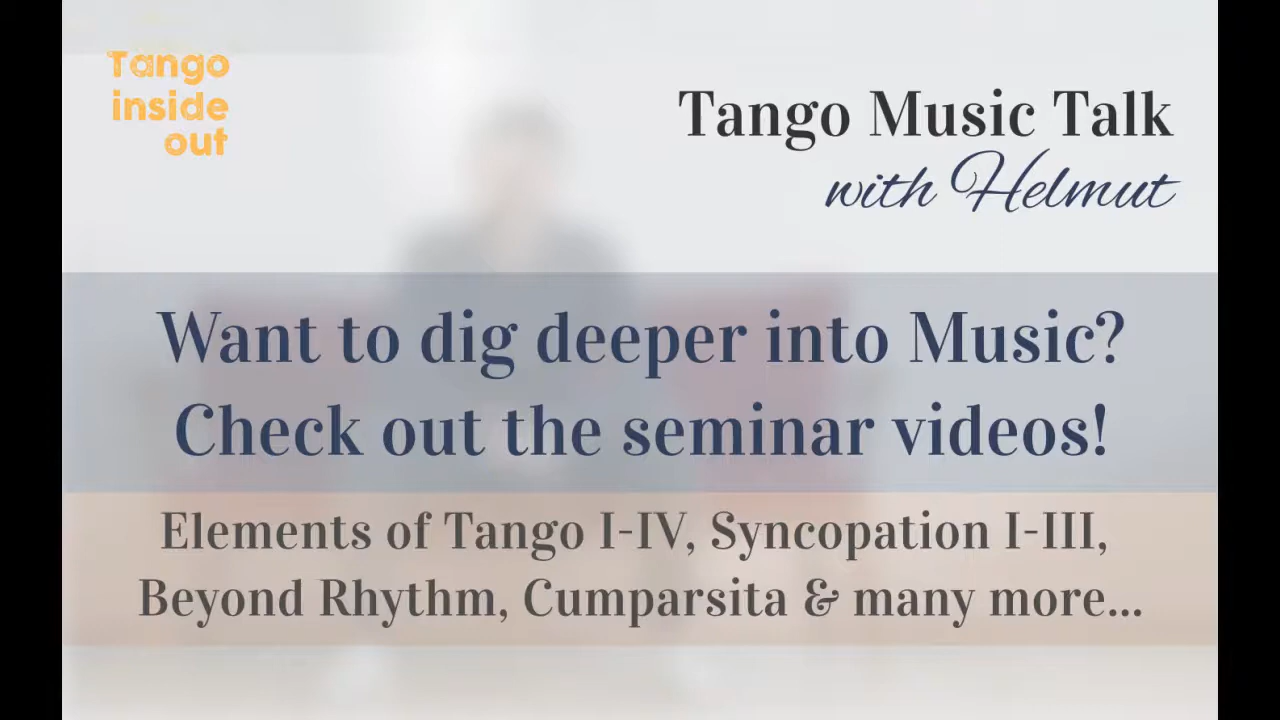 Tango
inside
out
Tango Music Talk
with Helmut
Want to dig deeper into Music?
Check out the seminar videos!
Elements of Tango I-IV, Syncopation I-III,
Beyond Rhythm, Cumparsita & many more...